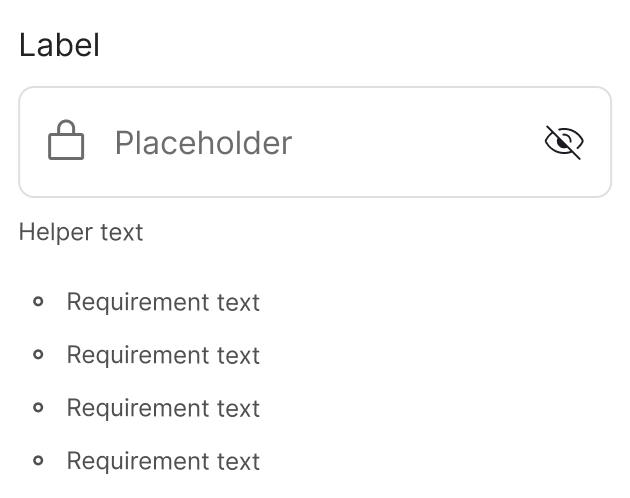 Label
Placeholder
Helper text
Requirement text
Requirement text
Requirement text
Requirement text